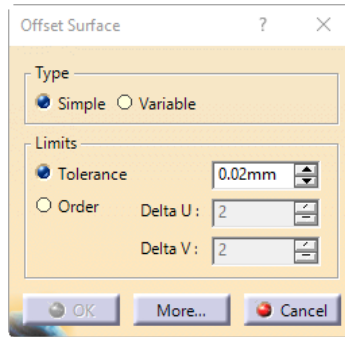 Offset Surface ?
Type
Simple Variable
Limits
Tolerance 0.02mm
Order Delta U : 2
Delta V : 2
OK More... Cancel